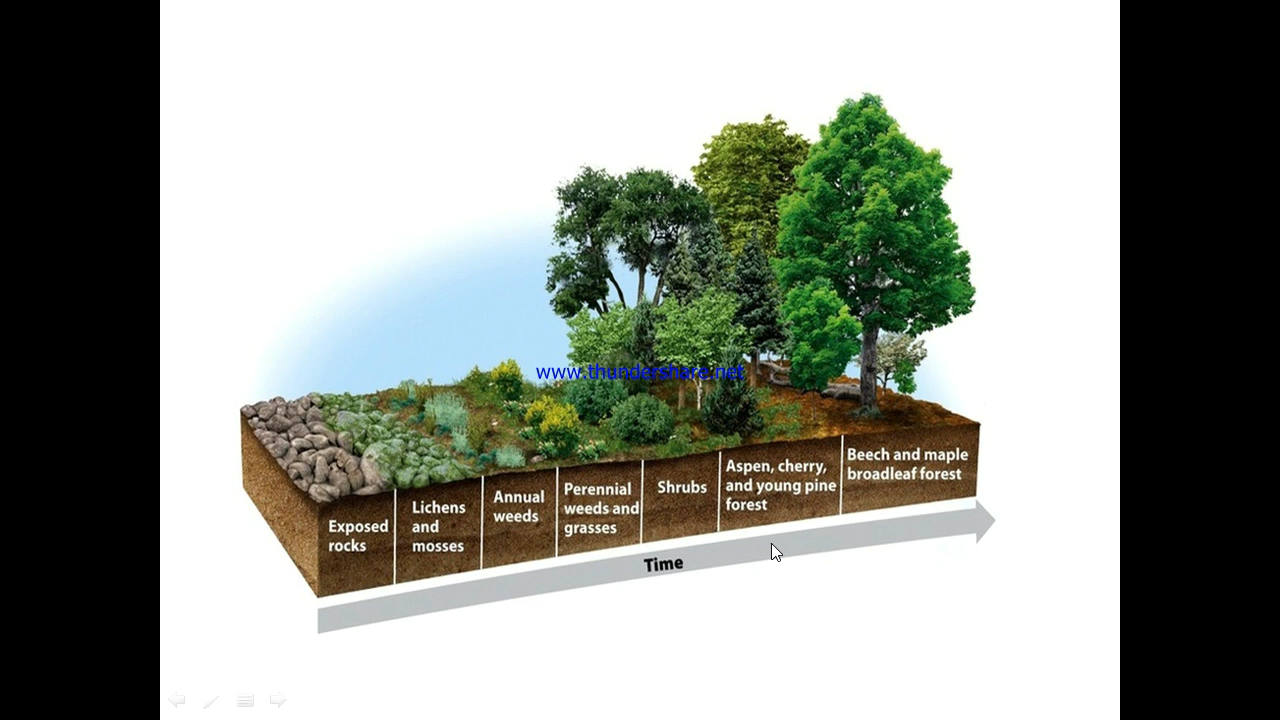 www.thundershare.net
Exposed
rocks
Lichens
and
mosses
Annual
weeds
Perennial
weeds and
grasses
Shrubs
Aspen, cherry,
and young pine
forest
Beech and maple
broadleaf forest
Time